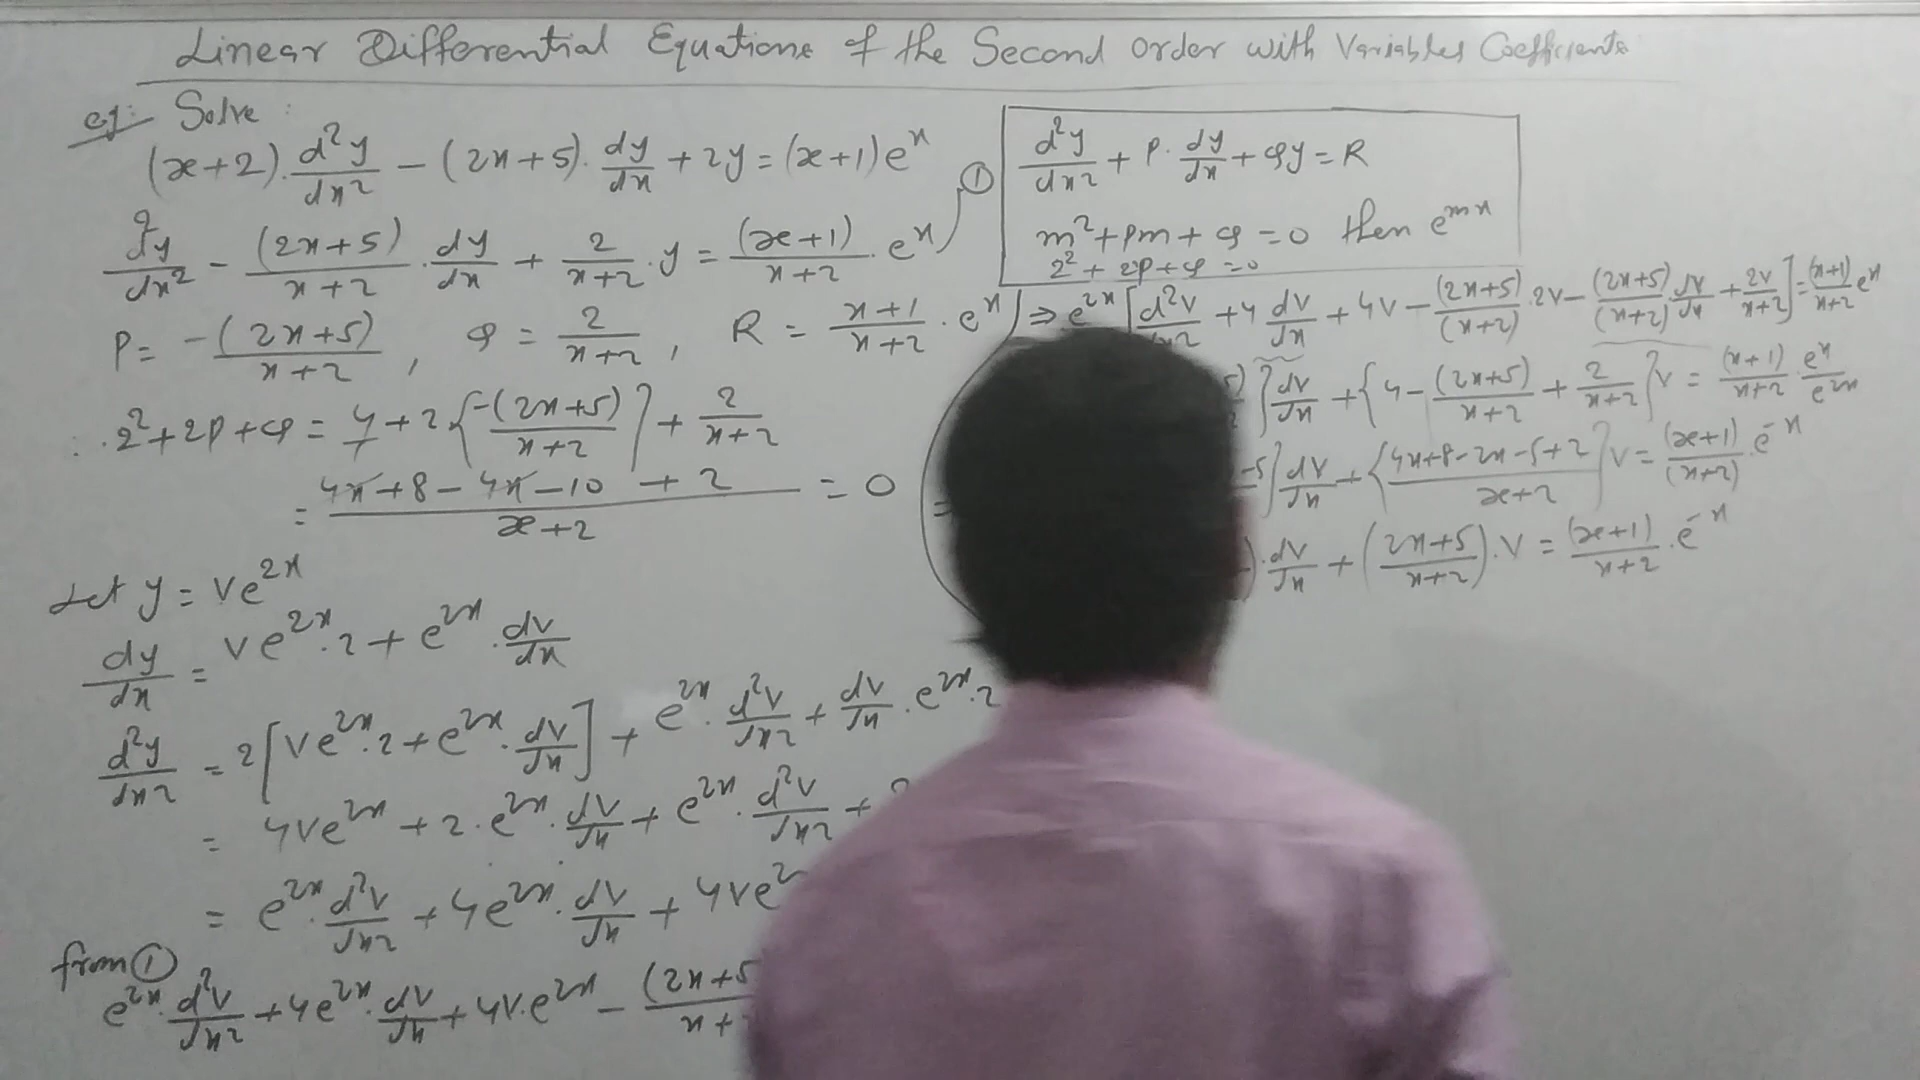 Linear Differential Equations of the Second Order with Variables Coefficients
eg:- Solve :
(x+2).d²y/dx² - (2x+5).dy/dx + 2y = (x+1)eˣ
d²y/dx² - (2x+5)/x+2 . dy/dx + 2/x+2 . y = (x+1)/x+2 . eˣ ①
P = -(2x+5)/x+2 , Q = 2/x+2 , R = x+1/x+2 . eˣ
∴ 2²+2P+Q = 4+2{-(2x+5)/x+2} + 2/x+2
= 4x+8-4x-10+2/x+2 = 0
Let y = ve²ˣ
dy/dx = ve²ˣ.2 + e²ˣ.dv/dx
d²y/dx² = 2[ve²ˣ.2+e²ˣ.dv/dx] + e²ˣ.d²v/dx² + dv/dx.e²ˣ.2
= 4ve²ˣ + 2.e²ˣ.dv/dx + e²ˣ.d²v/dx² +
= e²ˣ.d²v/dx² + 4e²ˣ.dv/dx + 4ve²
from ①
e²ˣ.d²v/dx² + 4e²ˣ.dv/dx + 4v.e²ˣ - (2x+5/x+
d²y/dx² + P.dy/dx + Qy = R
m²+Pm+Q = 0 then eᵐˣ
2²+2P+Q = 0
⇒ e²ˣ[d²v/dx² + 4dv/dx + 4v - (2x+5)/(x+2).2v - (2x+5)/(x+2).dv/dx + 2v/x+2] = (x+1)/x+2 eˣ
5)}dv/dx + {4-(2x+5)/x+2 + 2/x+2}v = (x+1)/x+2 . eˣ/e²ˣ
-5}dv/dx + {4x+8-2x-5+2/x+2}v = (x+1)/(x+2) . e⁻ˣ
).dv/dx + (2x+5/x+2).v = (x+1)/x+2 . e⁻ˣ